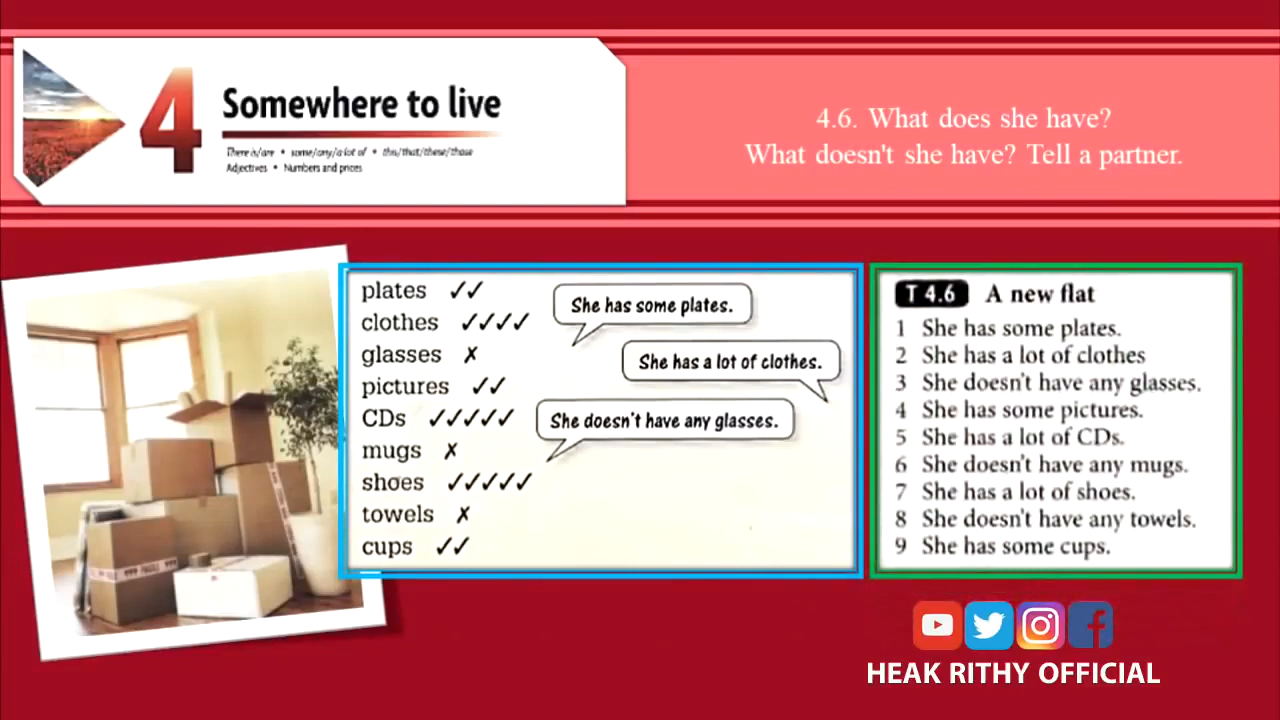 4 Somewhere to live
There is/are • some/any/a lot of • this/that/these/those
Adjectives • Numbers and prices
4.6. What does she have?
What doesn't she have? Tell a partner.
plates ✓✓
clothes ✓✓✓✓
glasses ✗
pictures ✓✓
CDs ✓✓✓✓✓
mugs ✗
shoes ✓✓✓✓✓
towels ✗
cups ✓✓
She has some plates.
She has a lot of clothes.
She doesn't have any glasses.
T 4.6 A new flat
1 She has some plates.
2 She has a lot of clothes
3 She doesn't have any glasses.
4 She has some pictures.
5 She has a lot of CDs.
6 She doesn't have any mugs.
7 She has a lot of shoes.
8 She doesn't have any towels.
9 She has some cups.
FRAGILE
HEAK RITHY OFFICIAL